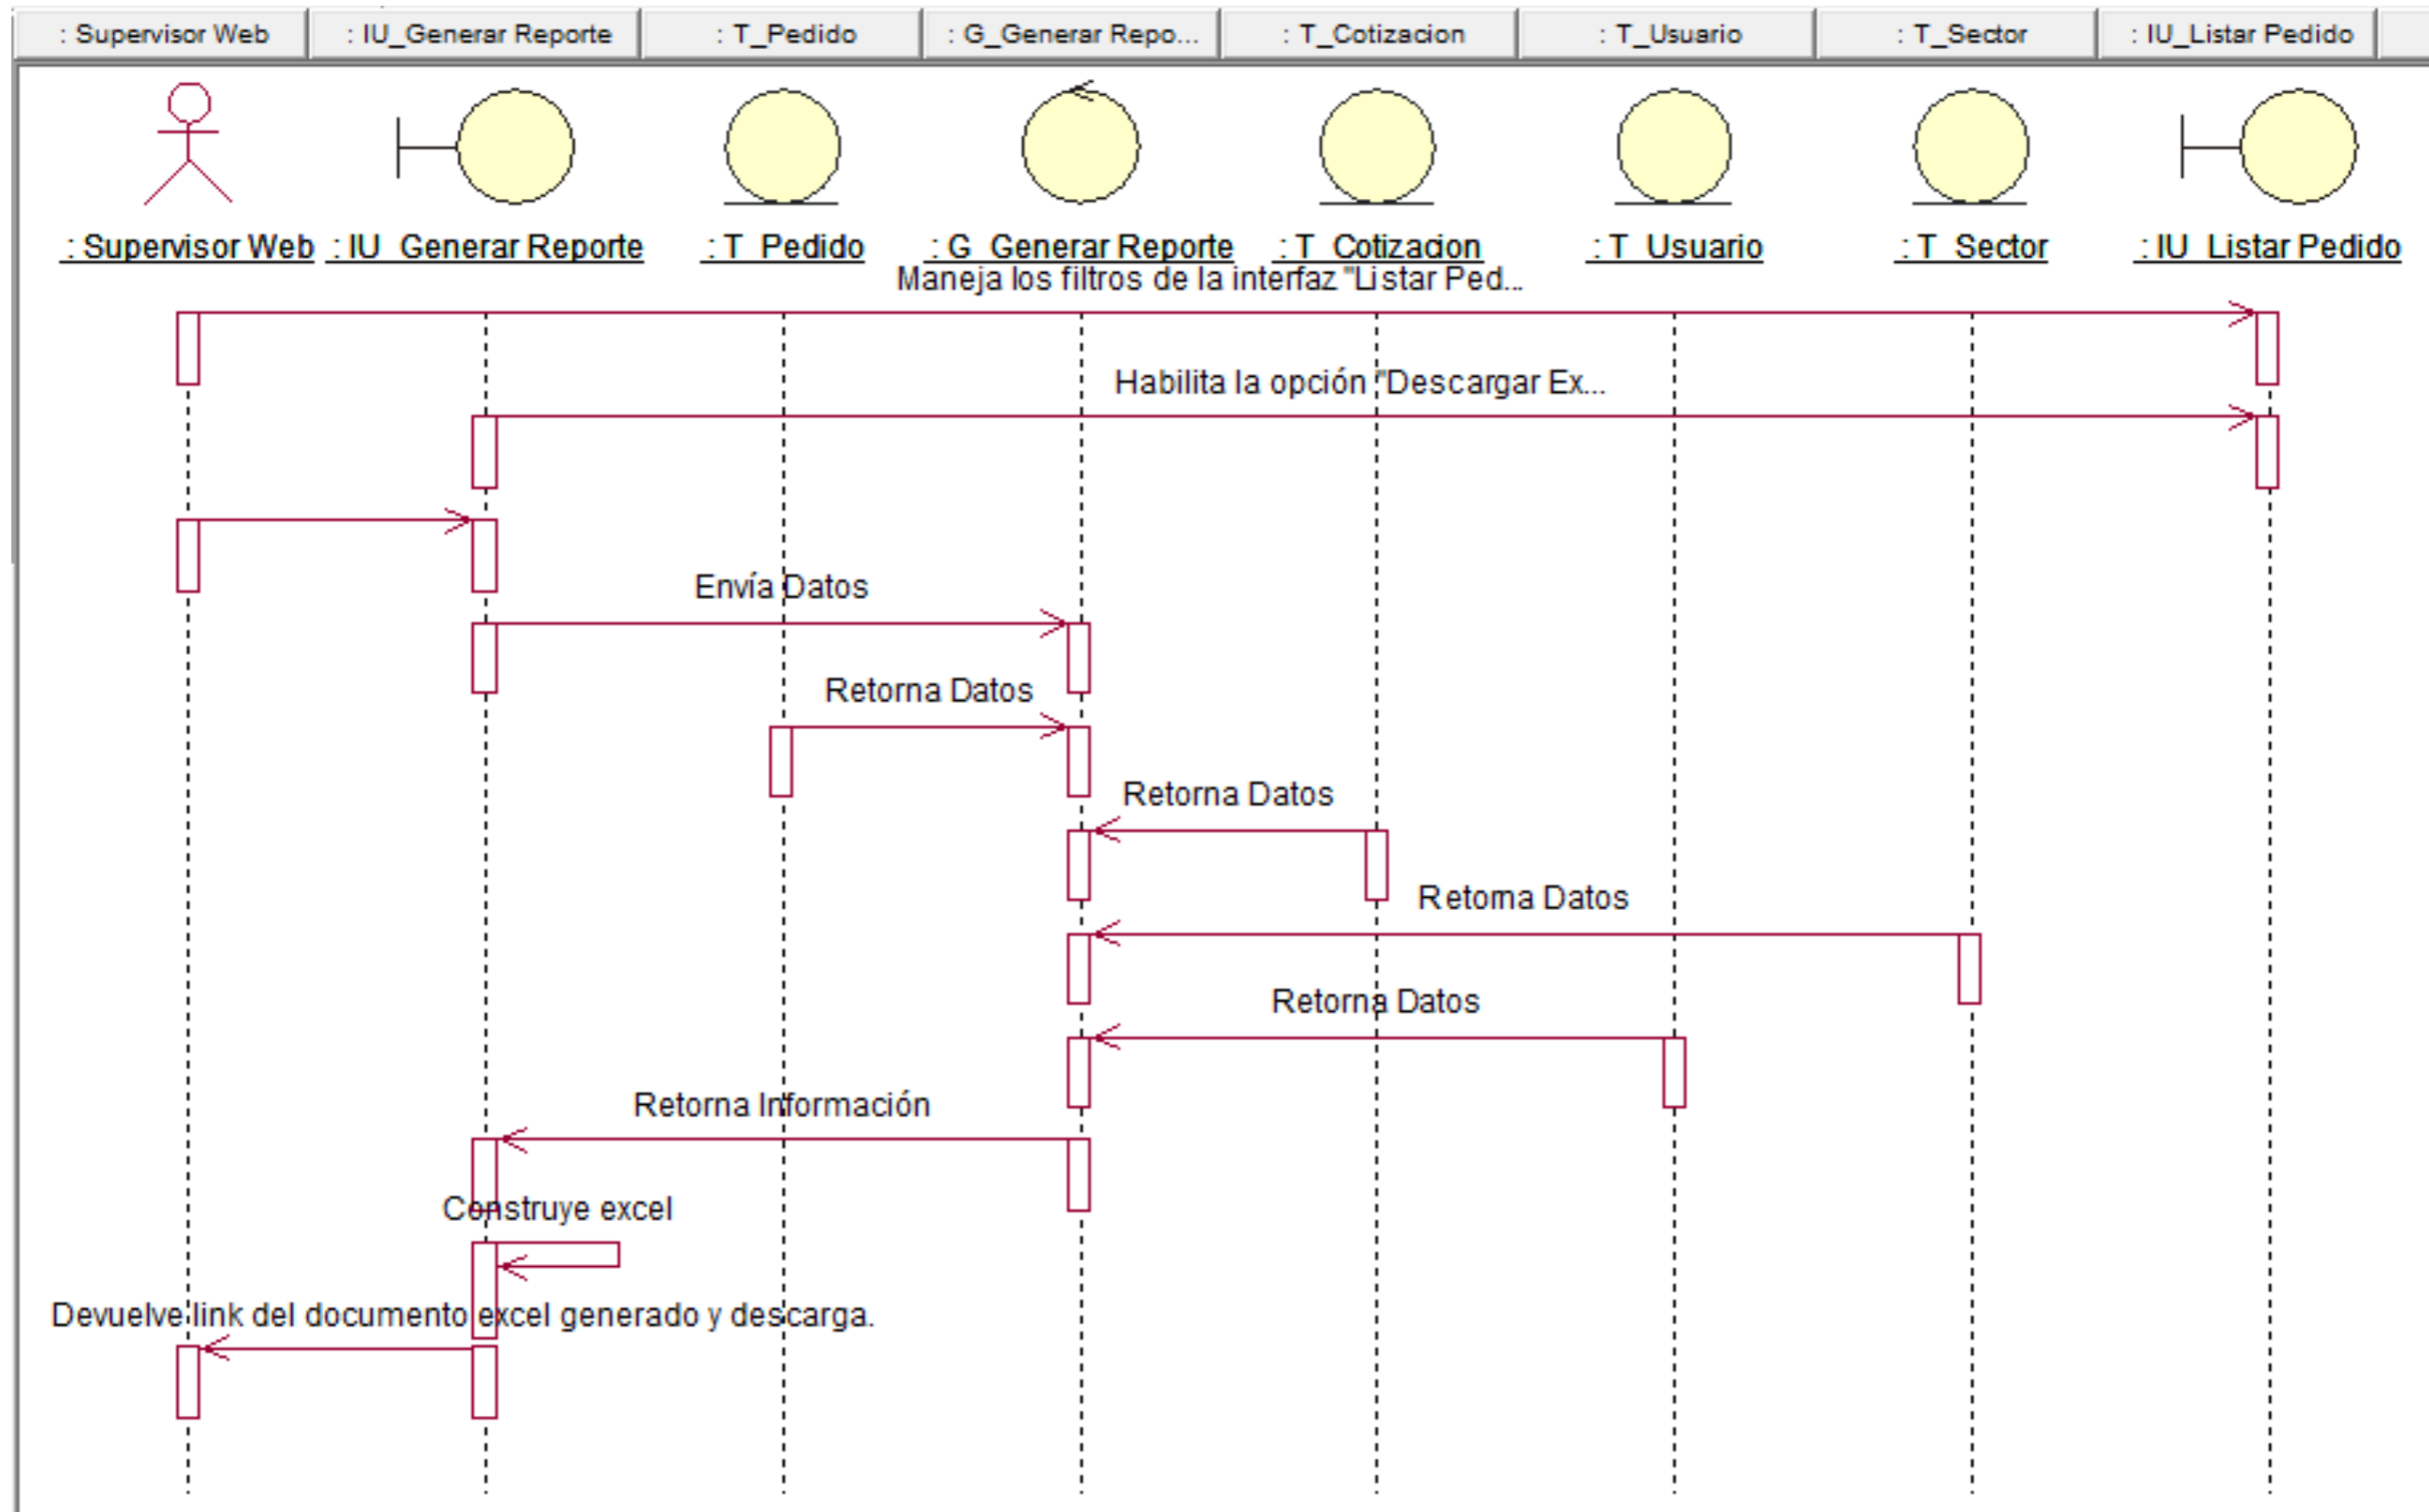 : Supervisor Web
: IU_Generar Reporte
: T_Pedido
: G_Generar Repo...
: T_Cotizacion
: T_Usuario
: T_Sector
: IU_Listar Pedido
: Supervisor Web
: IU_Generar Reporte
: T_Pedido
: G_Generar Reporte
: T_Cotizacion
: T_Usuario
: T_Sector
: IU_Listar Pedido
Maneja los filtros de la interfaz "Listar Ped...
Habilita la opción "Descargar Ex...
Envía Datos
Retorna Datos
Retorna Datos
Retorna Datos
Retorna Datos
Retorna Información
Construye excel
Devuelve link del documento excel generado y descarga.